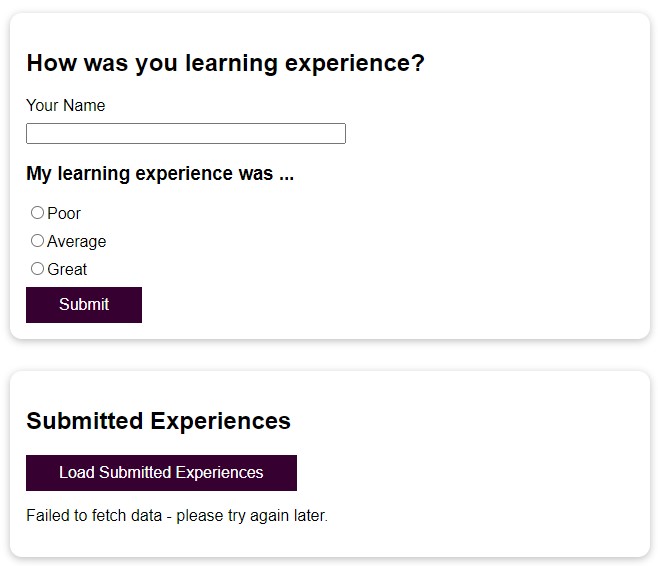 How was you learning experience?
Your Name
My learning experience was ...
Poor
Average
Great
Submit
Submitted Experiences
Load Submitted Experiences
Failed to fetch data - please try again later.